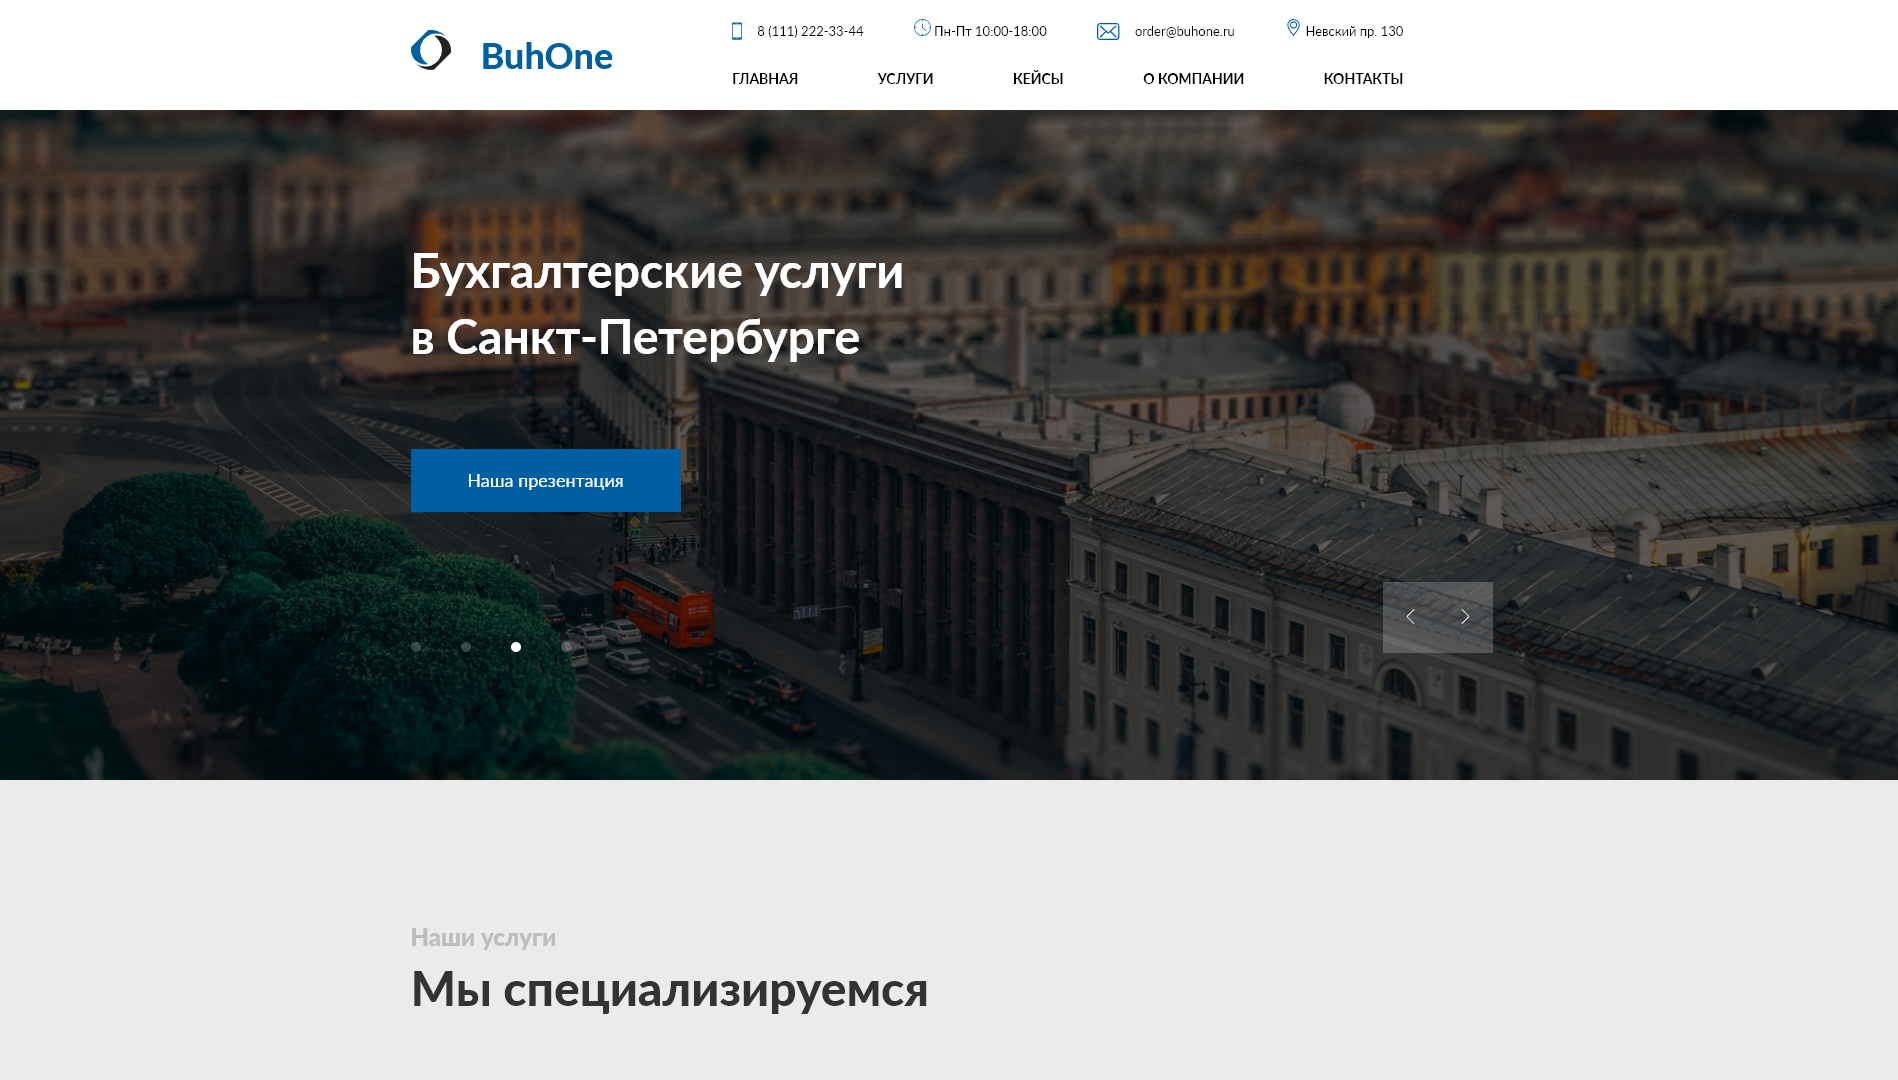 BuhOne
8 (111) 222-33-44
Пн-Пт 10:00-18:00
order@buhone.ru
Невский пр. 130
ГЛАВНАЯ
УСЛУГИ
КЕЙСЫ
О КОМПАНИИ
КОНТАКТЫ
Бухгалтерские услуги
в Санкт-Петербурге
Наша презентация
Наши услуги
Мы специализируемся